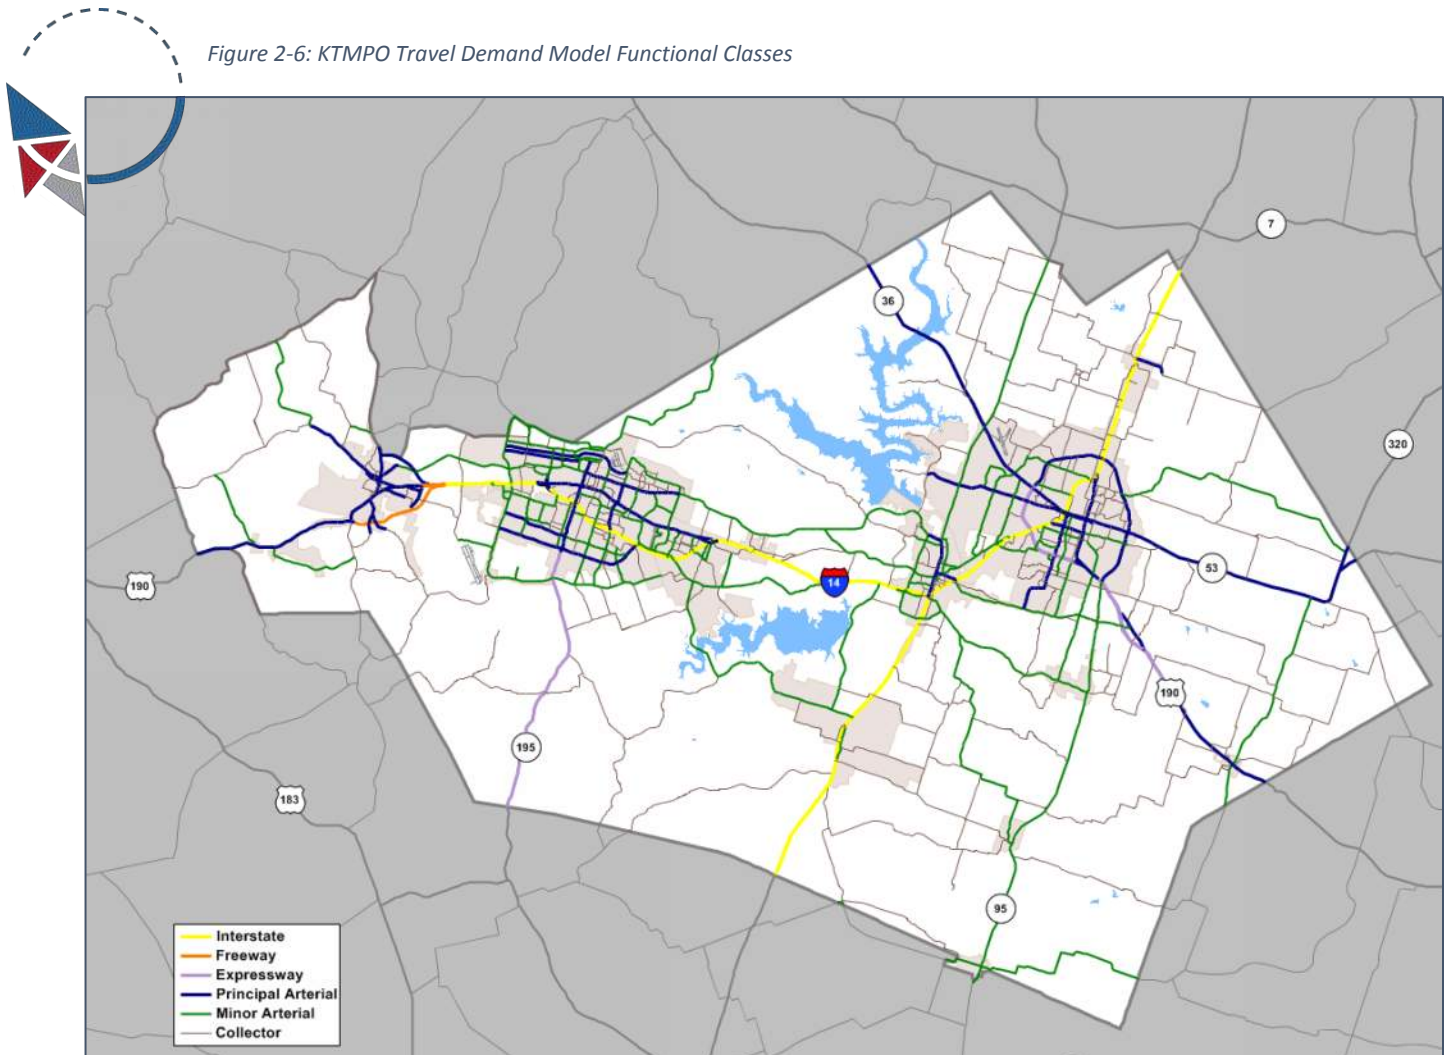 Figure 2-6: KTMPO Travel Demand Model Functional Classes
7
36
320
190
14
53
190
195
183
95
Interstate
Freeway
Expressway
Principal Arterial
Minor Arterial
Collector